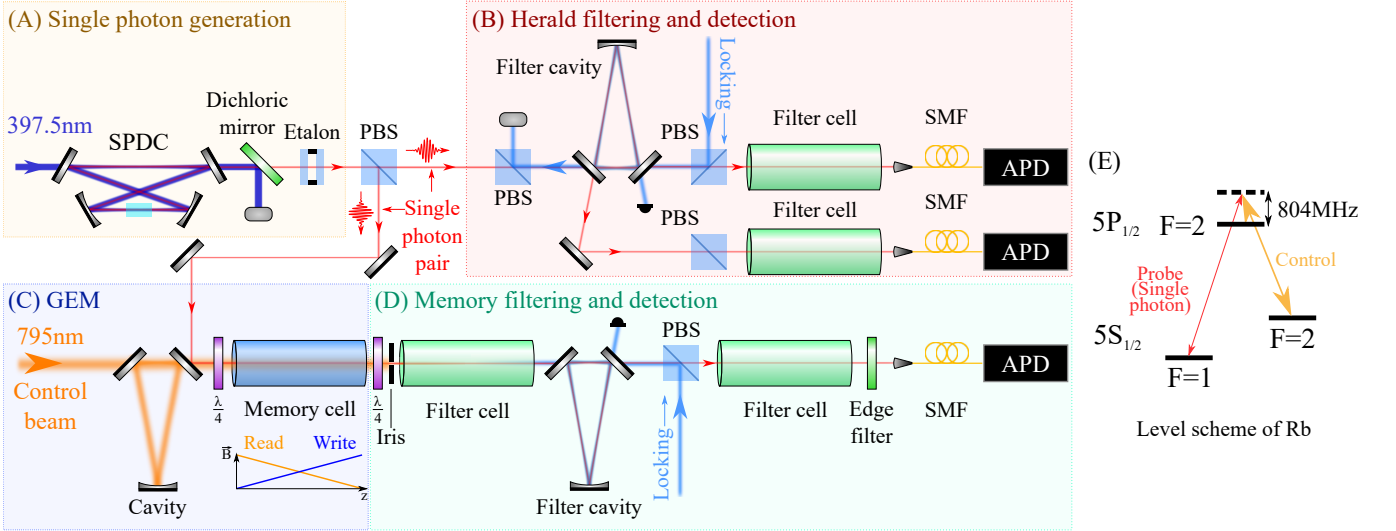 (A) Single photon generation
397.5nm
SPDC
Dichloric
mirror
Etalon
PBS
Single
photon
pair
(B) Herald filtering and detection
Filter cavity
Locking
PBS
PBS
Filter cell
SMF
APD
PBS
Filter cell
SMF
APD
(C) GEM
795nm
Control
beam
Cavity
λ/4
Memory cell
λ/4
Iris
B⃗
Read
Write
z
(D) Memory filtering and detection
Filter cell
Filter cavity
PBS
Locking
Filter cell
Edge
filter
SMF
APD
(E)
804MHz
5P1/2
F=2
Probe
(Single
photon)
Control
5S1/2
F=2
F=1
Level scheme of Rb